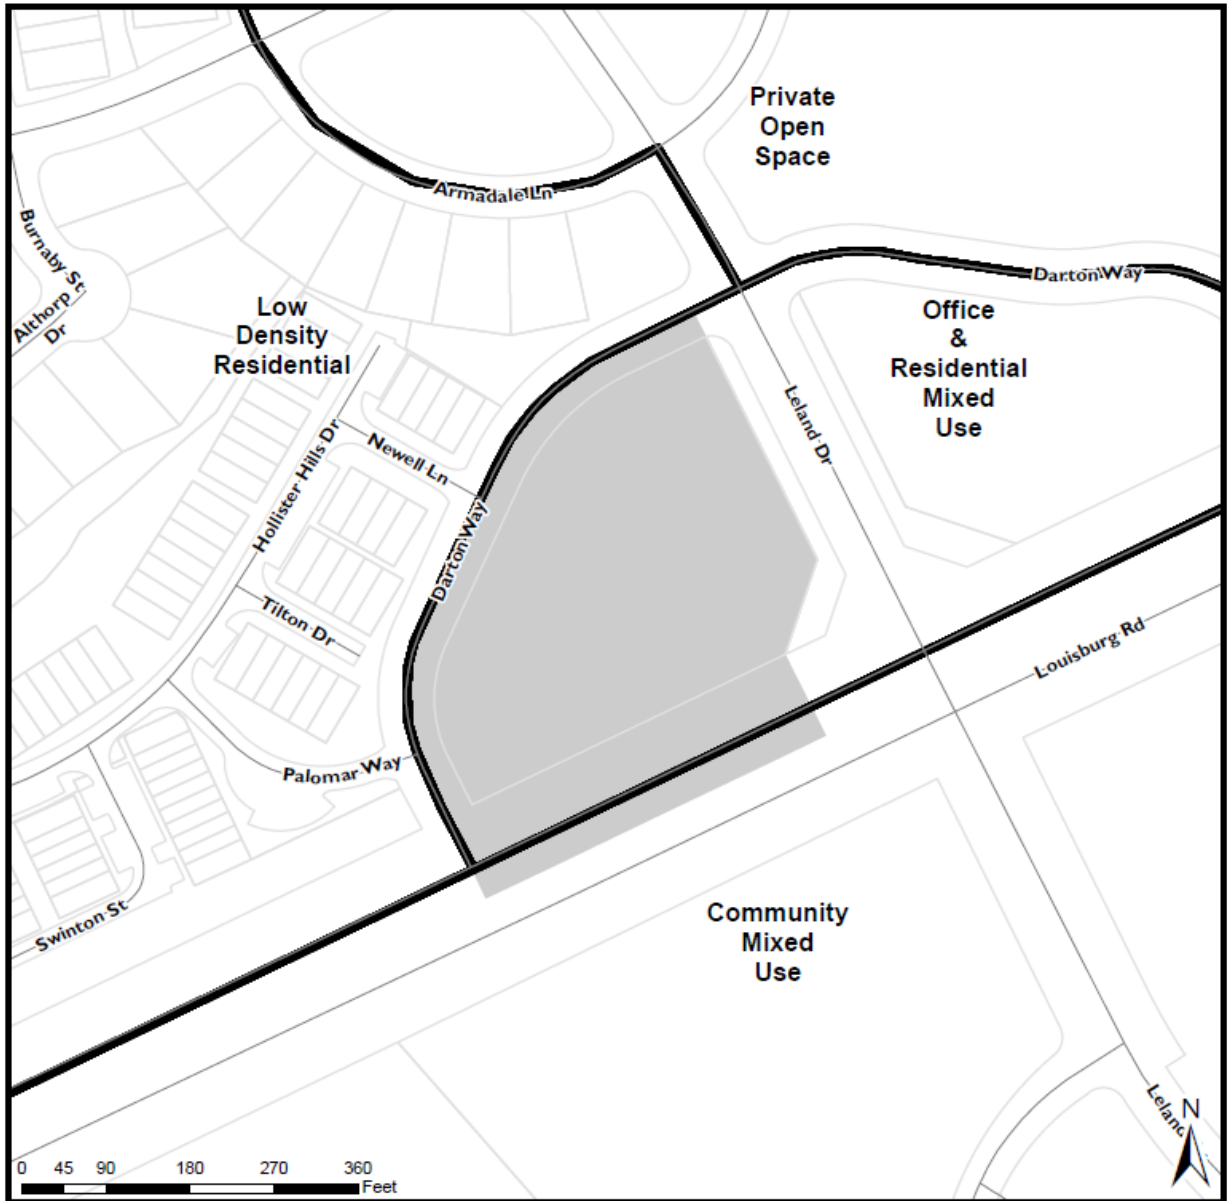 Private
Open
Space
Armadale Ln
Burnaby St
Althorp
Dr
Low
Density
Residential
Darton Way
Office
&
Residential
Mixed
Use
Leland Dr
Newell Ln
Hollister Hills Dr
Darton Way
Tilton Dr
Louisburg Rd
Palomar Way
Swinton St
Community
Mixed
Use
Leland
N
0 45 90 180 270 360
Feet